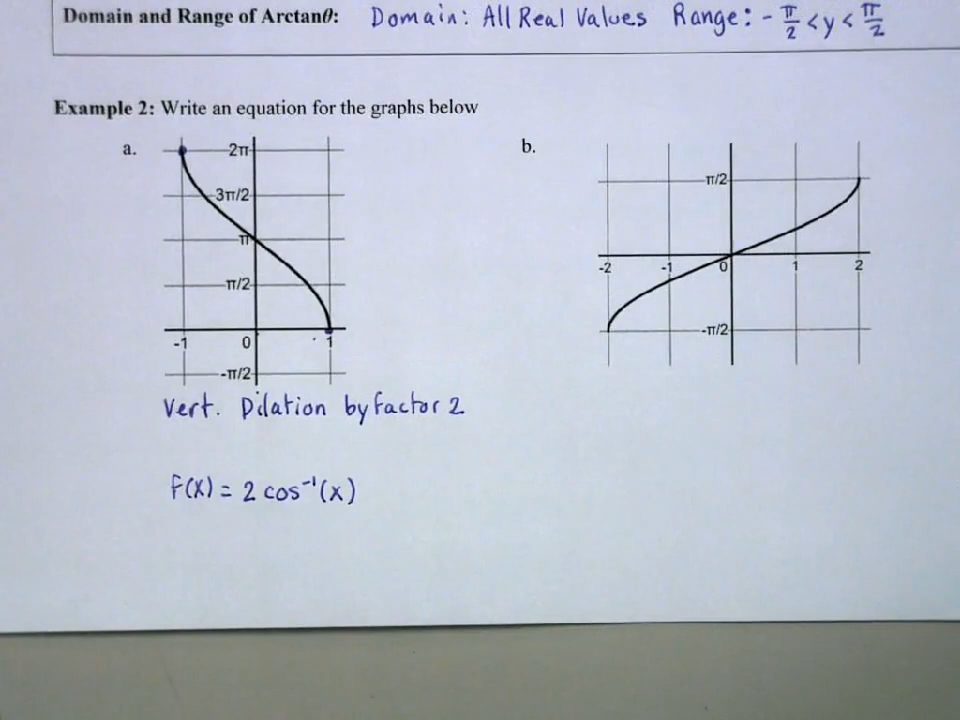 Domain and Range of Arctanθ: Domain: All Real Values Range: -π/2 <y< π/2
Example 2: Write an equation for the graphs below
a.
2π
3π/2
π
π/2
-1 0 1
-π/2
b.
π/2
-2 -1 0 1 2
-π/2
Vert. Dilation by factor 2
F(x) = 2 cos⁻¹(x)